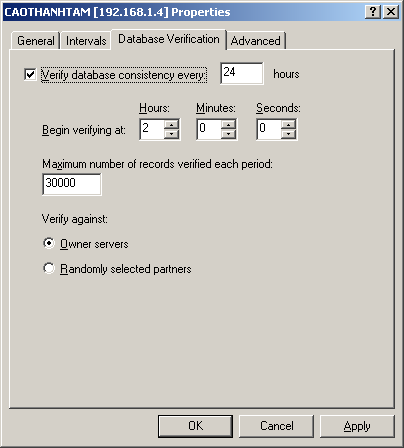 CAOTHANHTAM [192.168.1.4] Properties
General Intervals Database Verification Advanced
Verify database consistency every: 24 hours
Hours: Minutes: Seconds:
Begin verifying at: 2 0 0
Maximum number of records verified each period:
30000
Verify against:
Owner servers
Randomly selected partners
OK Cancel Apply